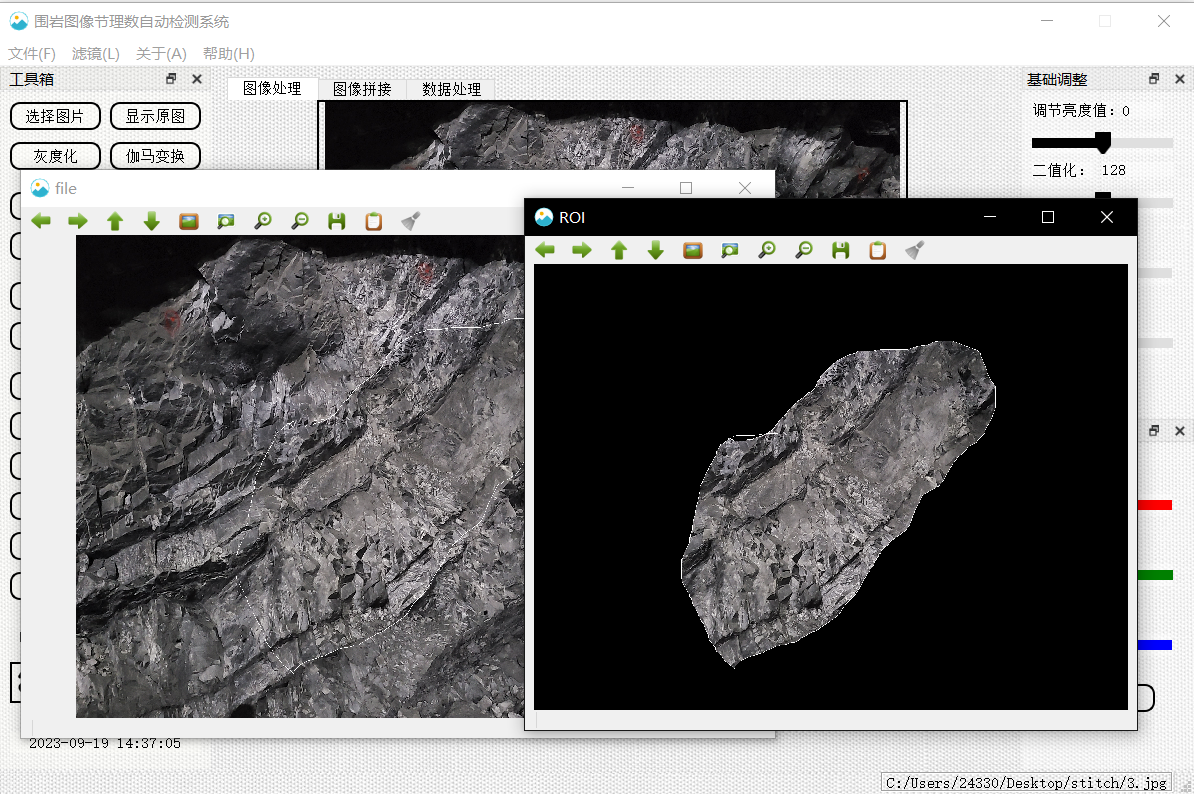 围岩图像节理数自动检测系统
文件(F) 滤镜(L) 关于(A) 帮助(H)
工具箱
图像处理 图像拼接 数据处理
基础调整
选择图片 显示原图
调节亮度值: 0
灰度化 伽马变换
二值化: 128
file
ROI
2023-09-19 14:37:05
C:/Users/24330/Desktop/stitch/3.jpg